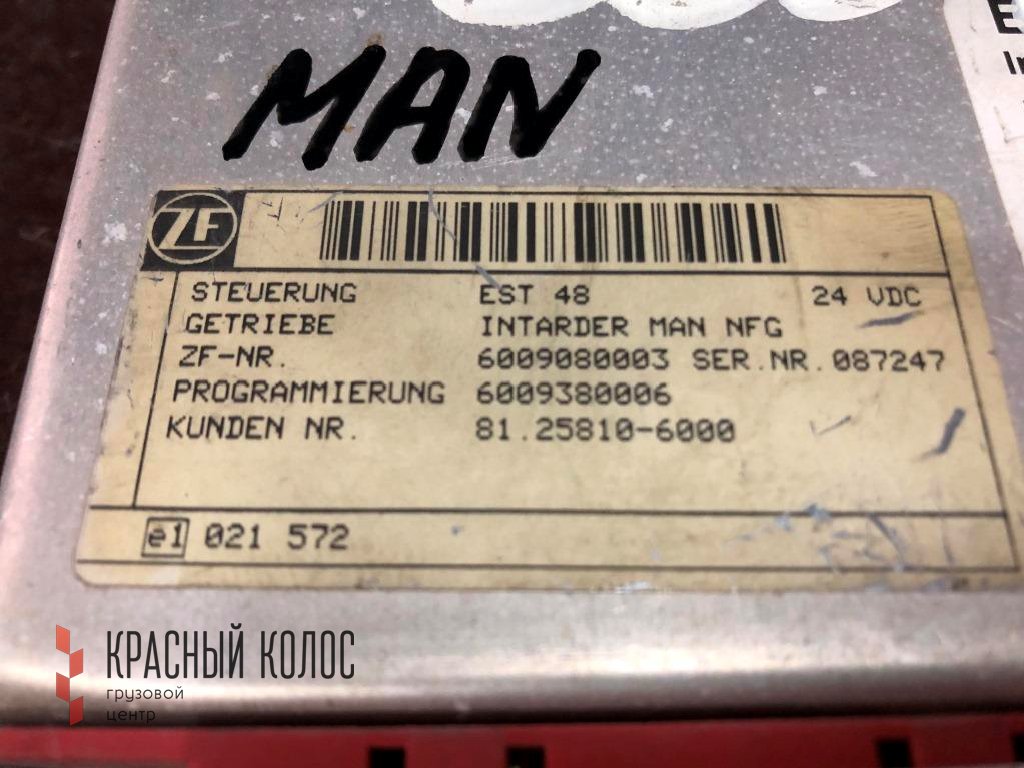 MAN
ZF
STEUERUNG EST 48 24 VDC
GETRIEBE INTARDER MAN NFG
ZF-NR. 6009080003 SER.NR.087247
PROGRAMMIERUNG 6009380006
KUNDEN NR. 81.25810-6000
e1 021 572
КРАСНЫЙ КОЛОС
грузовой
центр